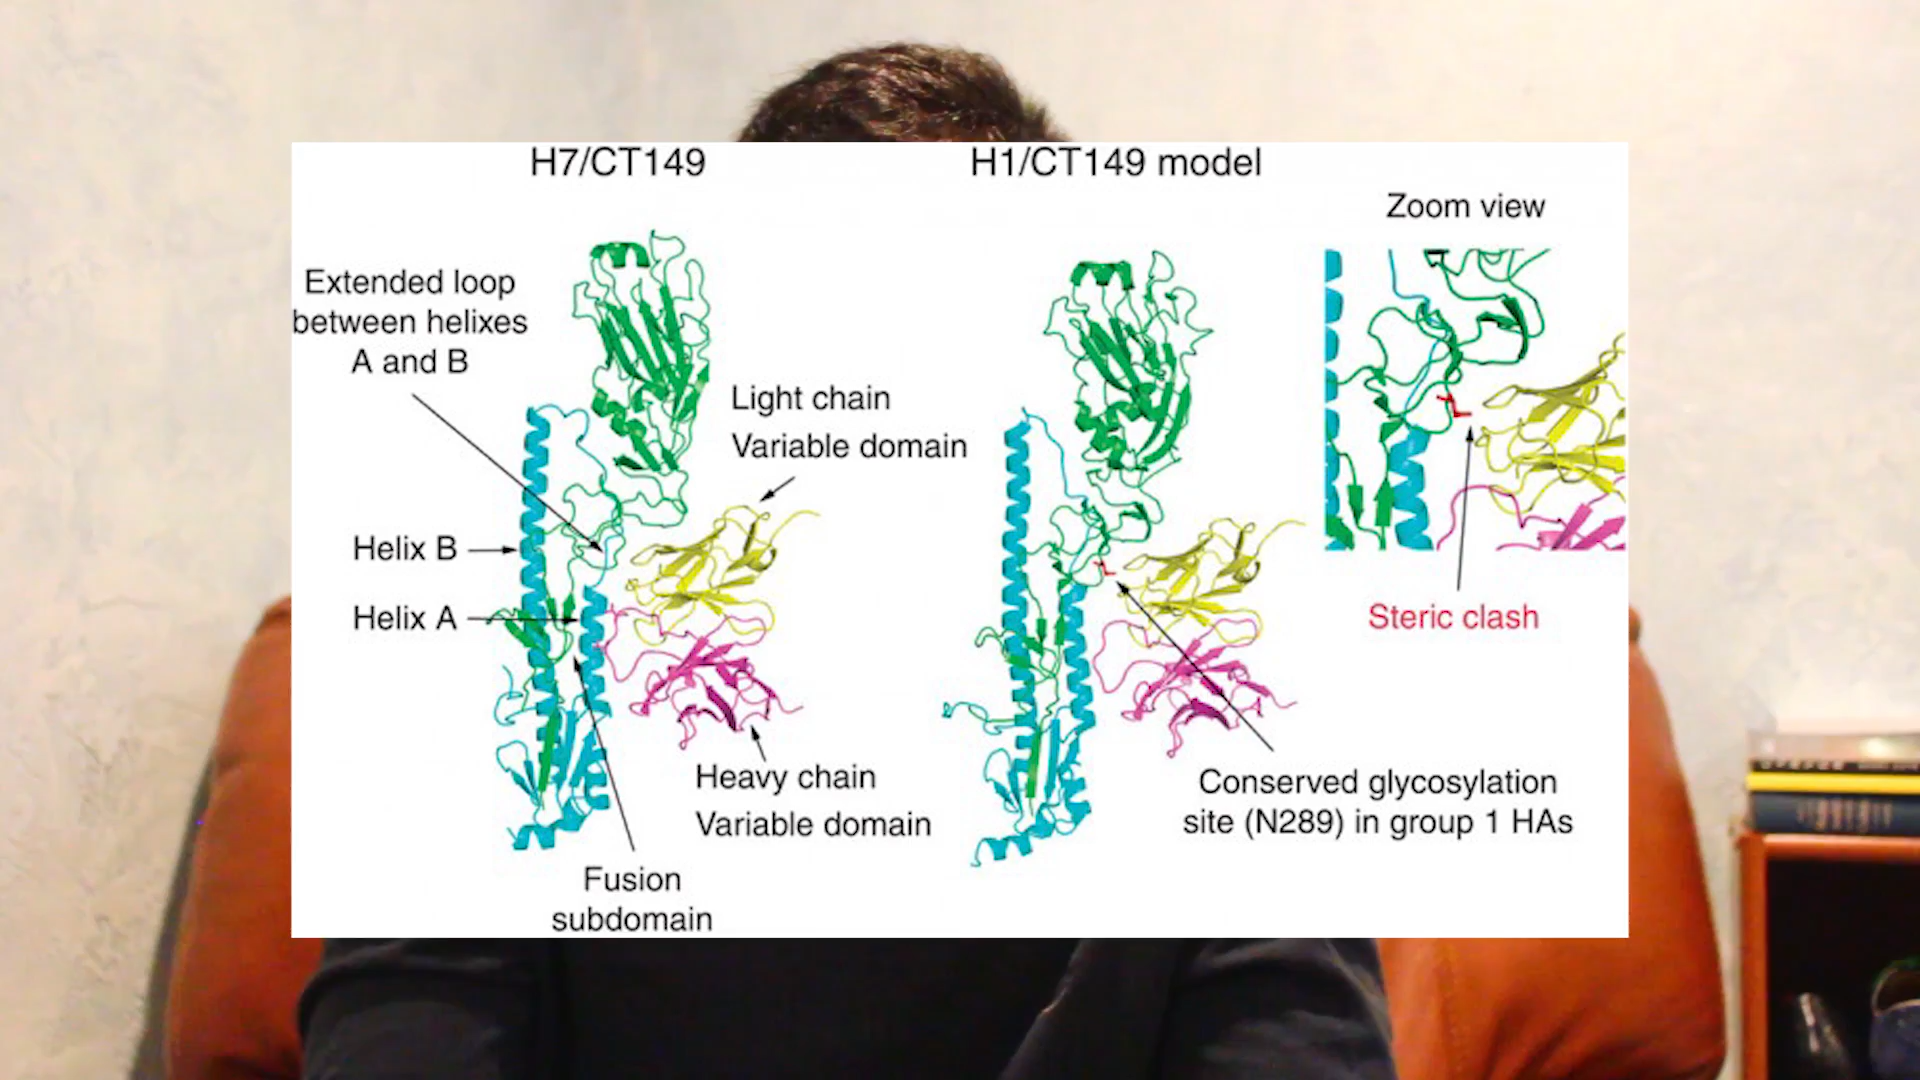 H7/CT149
H1/CT149 model
Zoom view
Extended loop
between helixes
A and B
Light chain
Variable domain
Helix B
Helix A
Steric clash
Heavy chain
Variable domain
Conserved glycosylation
site (N289) in group 1 HAs
Fusion
subdomain